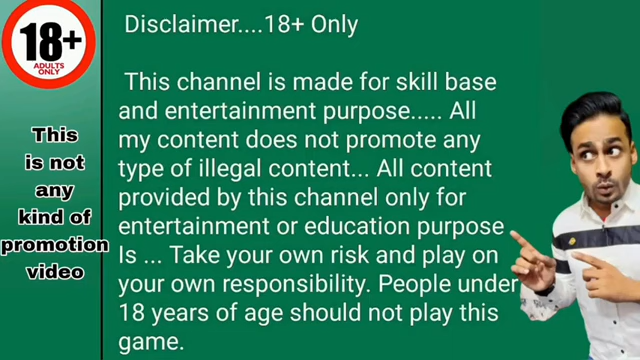 18+
ADULTS
ONLY
This
is not
any
kind of
promotion
video
Disclaimer....18+ Only
This channel is made for skill base
and entertainment purpose..... All
my content does not promote any
type of illegal content... All content
provided by this channel only for
entertainment or education purpose
Is ... Take your own risk and play on
your own responsibility. People under
18 years of age should not play this
game.